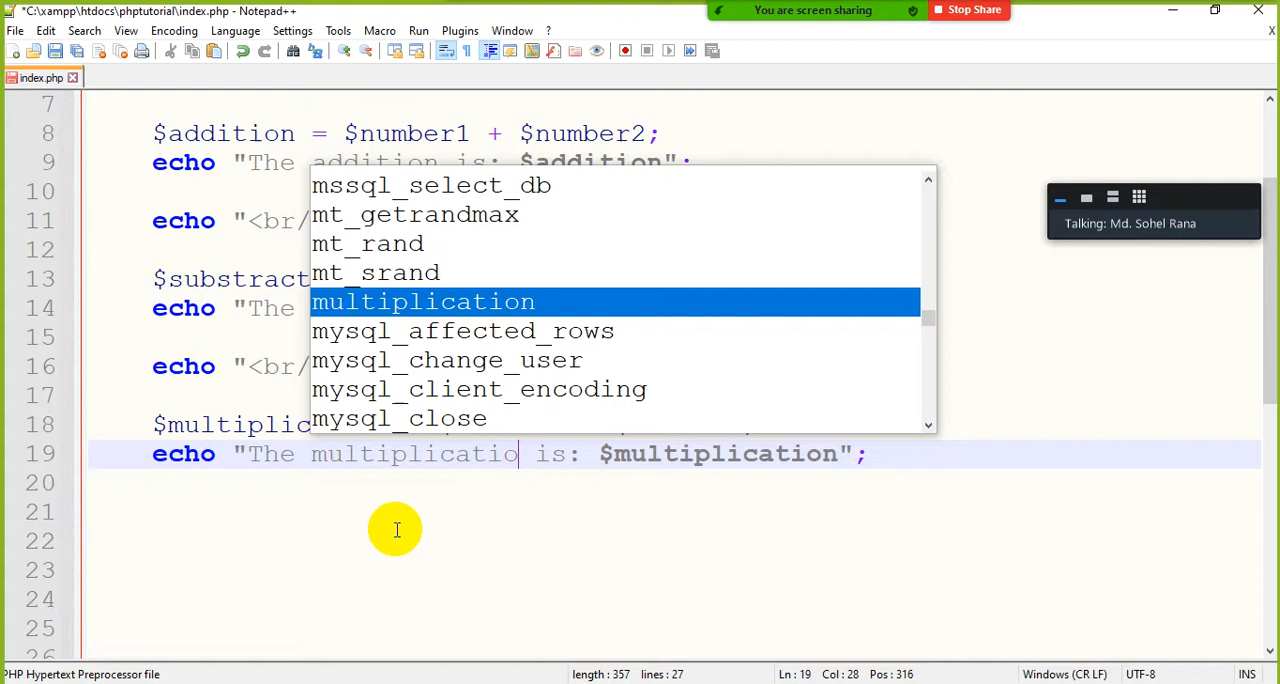 *C:\xampp\htdocs\phptutorial\index.php - Notepad++
You are screen sharing
Stop Share
File Edit Search View Encoding Language Settings Tools Macro Run Plugins Window ?
X
index.php
7
8 $addition = $number1 + $number2;
9 echo "The addition is: $addition";
10
11 echo "<br/
12
13 $substract
14 echo "The
15
16 echo "<br/
17
18 $multiplic
19 echo "The multiplicatio is: $multiplication";
20
21
22
23
24
25
26
mssql_select_db
mt_getrandmax
mt_rand
mt_srand
multiplication
mysql_affected_rows
mysql_change_user
mysql_client_encoding
mysql_close
Talking: Md. Sohel Rana
PHP Hypertext Preprocessor file length : 357 lines : 27 Ln : 19 Col : 28 Pos : 316 Windows (CR LF) UTF-8 INS